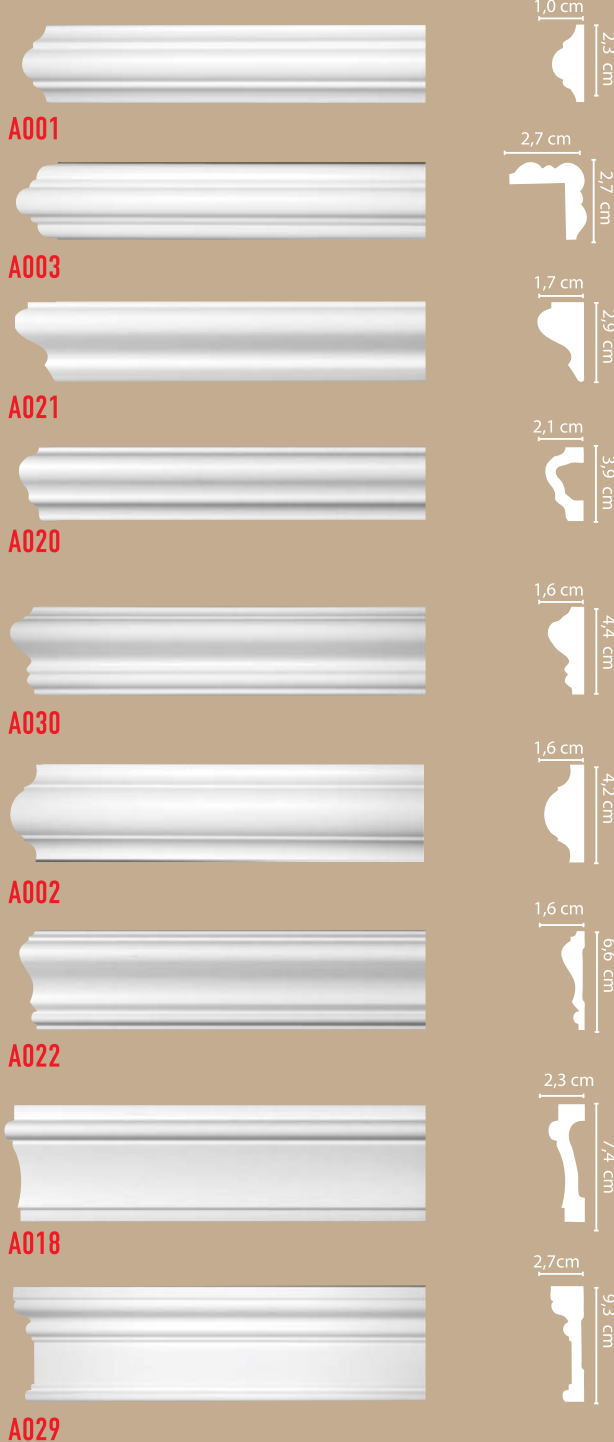 1,0 cm
2,3 cm
A001
2,7 cm
2,7 cm
A003
1,7 cm
2,9 cm
A021
2,1 cm
3,9 cm
A020
1,6 cm
4,4 cm
A030
1,6 cm
4,2 cm
A002
1,6 cm
6,6 cm
A022
2,3 cm
7,4 cm
A018
2,7cm
9,3 cm
A029